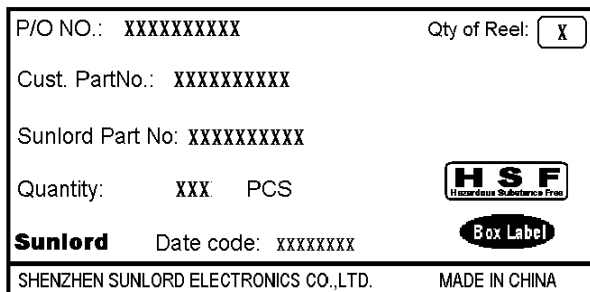 P/O NO.: XXXXXXXXXX Qty of Reel: X
Cust. PartNo.: XXXXXXXXXX
Sunlord Part No: XXXXXXXXXX
Quantity: XXX PCS
H S F
Hazardous Substance Free
Sunlord Date code: XXXXXXXX
Box Label
SHENZHEN SUNLORD ELECTRONICS CO.,LTD. MADE IN CHINA